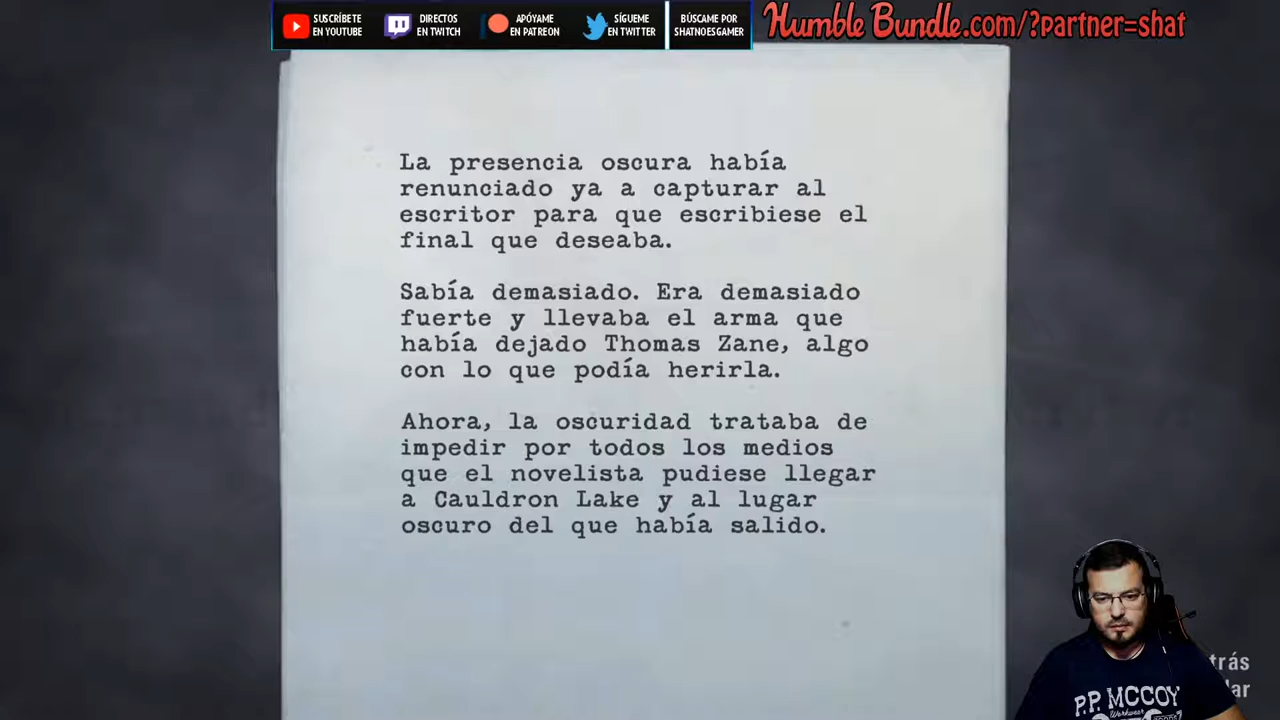 SUSCRÍBETE
EN YOUTUBE
DIRECTOS
EN TWITCH
APÓYAME
EN PATREON
SÍGUEME
EN TWITTER
BÚSCAME POR
SHATNOESGAMER
Humble Bundle.com/?partner=shat
La presencia oscura había
renunciado ya a capturar al
escritor para que escribiese el
final que deseaba.
Sabía demasiado. Era demasiado
fuerte y llevaba el arma que
había dejado Thomas Zane, algo
con lo que podía herirla.
Ahora, la oscuridad trataba de
impedir por todos los medios
que el novelista pudiese llegar
a Cauldron Lake y al lugar
oscuro del que había salido.
P.P. MCCOY